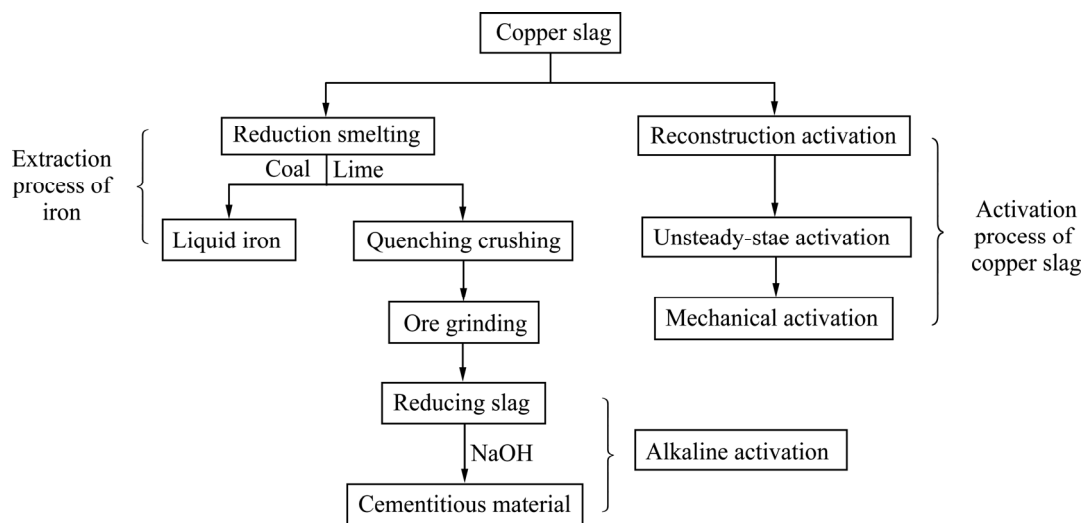 Copper slag
Reduction smelting
Reconstruction activation
Coal
Lime
Extraction
process of
iron
Liquid iron
Quenching crushing
Unsteady-stae activation
Activation
process of
copper slag
Ore grinding
Mechanical activation
Reducing slag
NaOH
Alkaline activation
Cementitious material